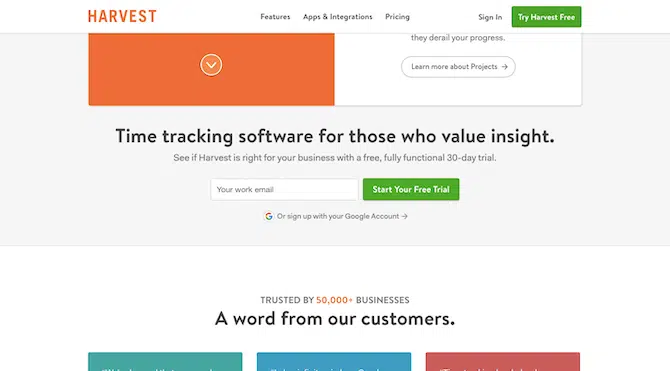 HARVEST
Features Apps & Integrations Pricing Sign In Try Harvest Free
they derail your progress.
Learn more about Projects →
Time tracking software for those who value insight.
See if Harvest is right for your business with a free, fully functional 30-day trial.
Your work email Start Your Free Trial
Or sign up with your Google Account →
TRUSTED BY 50,000+ BUSINESSES
A word from our customers.